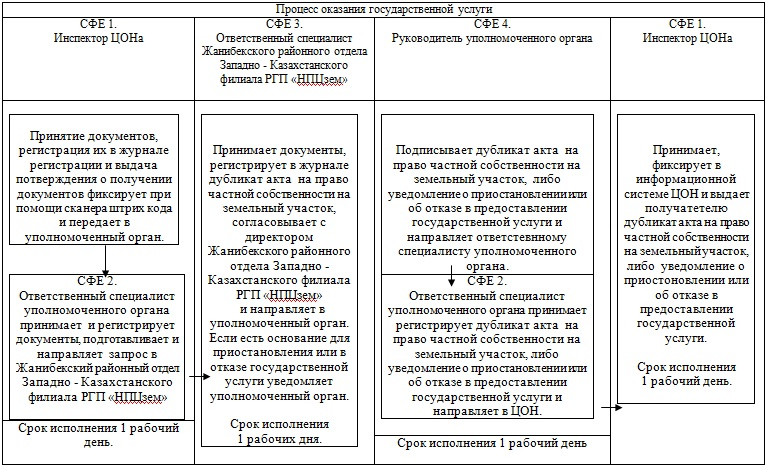 Процесс оказания государственной услуги
СФЕ 1.
Инспектор ЦОНа
СФЕ 3.
Ответственный специалист
Жанибекского районного отдела
Западно - Казахстанского
филиала РГП «НПЦзем»
СФЕ 4.
Руководитель уполномоченного органа
СФЕ 1.
Инспектор ЦОНа
Принятие документов,
регистрация их в журнале
регистрации и выдача
потверждения о получении
документов фиксирует при
помощи сканера штрих кода
и передает в
уполномоченный орган.
СФЕ 2.
Ответственный специалист
уполномоченного органа
принимает и регистрирует
документы, подготавливает и
направляет запрос в
Жанибекский районный отдел
Западно - Казахстанского
филиала РГП «НПЦзем»
Срок исполнения 1 рабочий
день.
Принимает документы,
регистрирует в журнале
дубликат акта на право
частной собственности на
земельный участок,
согласовывает с
директором
Жанибекского районного
отдела Западно -
Казахстанского филиала
РГП «НПЦзем»
и направляет в
уполномоченный орган.
Если есть основание для
приостановления или в
отказе государственной
услуги уведомляет
уполномоченный орган.
Срок исполнения
1 рабочих дня.
Подписывает дубликат акта на
право частной собственности на
земельный участок, либо
уведомление о приостановлении или
об отказе в предоставлении
государственной услуги и
направляет ответстевнному
специалисту уполномоченного
органа.
СФЕ 2.
Ответственный специалист
уполномоченного органа принимает
регистрирует дубликат акта на
право частной собственности на
земельный участок, либо
уведомление о приостановлении или
об отказе в предоставлении
государственной услуги и
направляет в ЦОН.
Срок исполнения 1 рабочий день
Принимает,
фиксирует в
информационной
системе ЦОН и выдает
получатетелю
дубликат акта на право
частной собственности
на земельный участок,
либо уведомление о
приостоновлении или
об отказе в
предоставлении
государственной
услуги.
Срок исполнения
1 рабочий день.